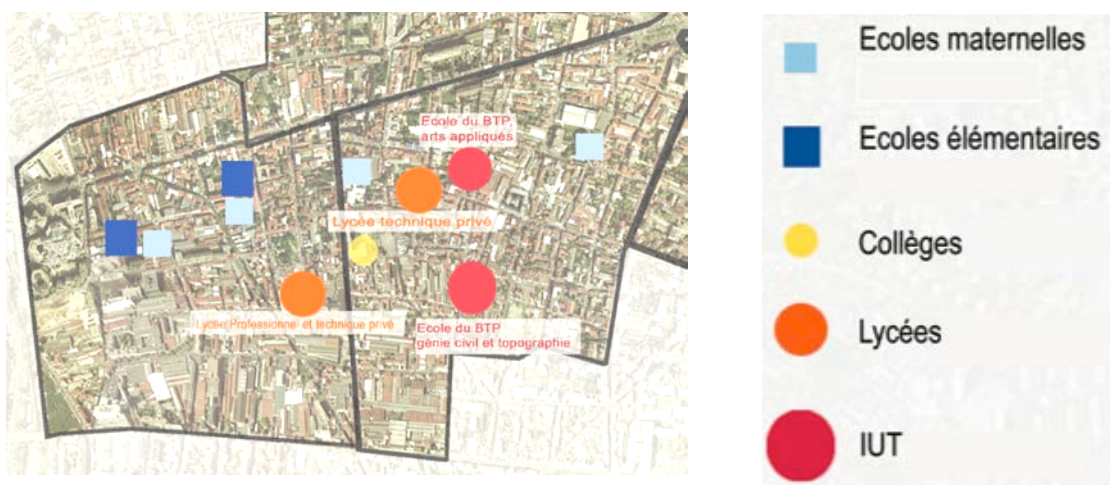 Ecole du BTP,
arts appliqués
Lycée technique privé
Lycée Professionnel et technique privé
Ecole du BTP
génie civil et topographie
Ecoles maternelles
Ecoles élémentaires
Collèges
Lycées
IUT